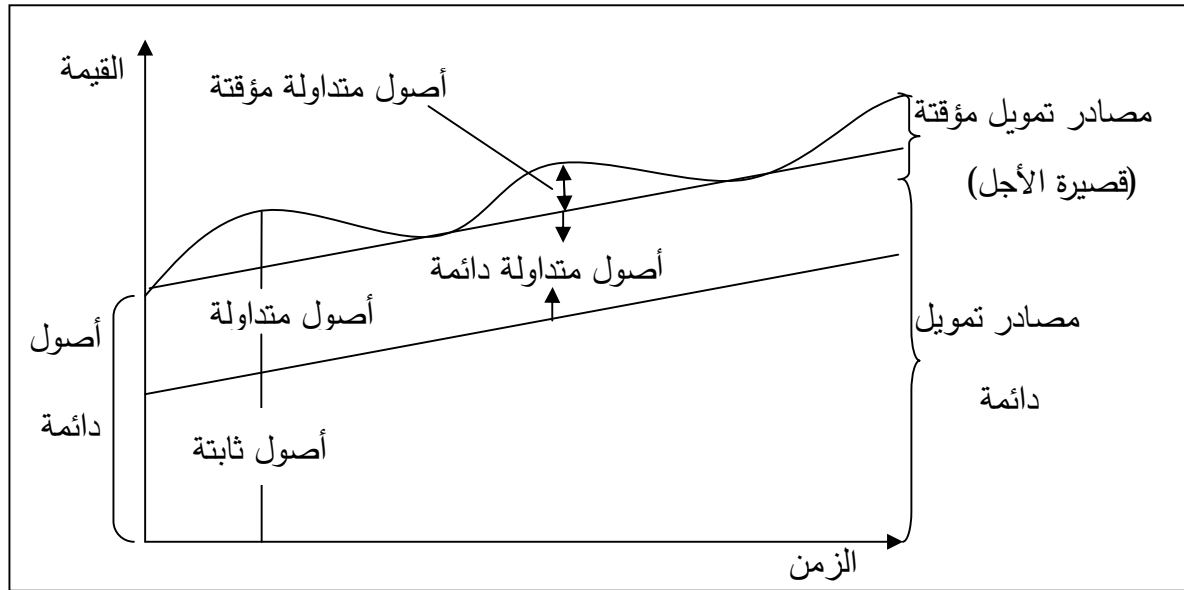 القيمة
أصول متداولة مؤقتة
مصادر تمويل مؤقتة
(قصيرة الأجل)
أصول متداولة دائمة
أصول متداولة
أصول
دائمة
مصادر تمويل
دائمة
أصول ثابتة
الزمن